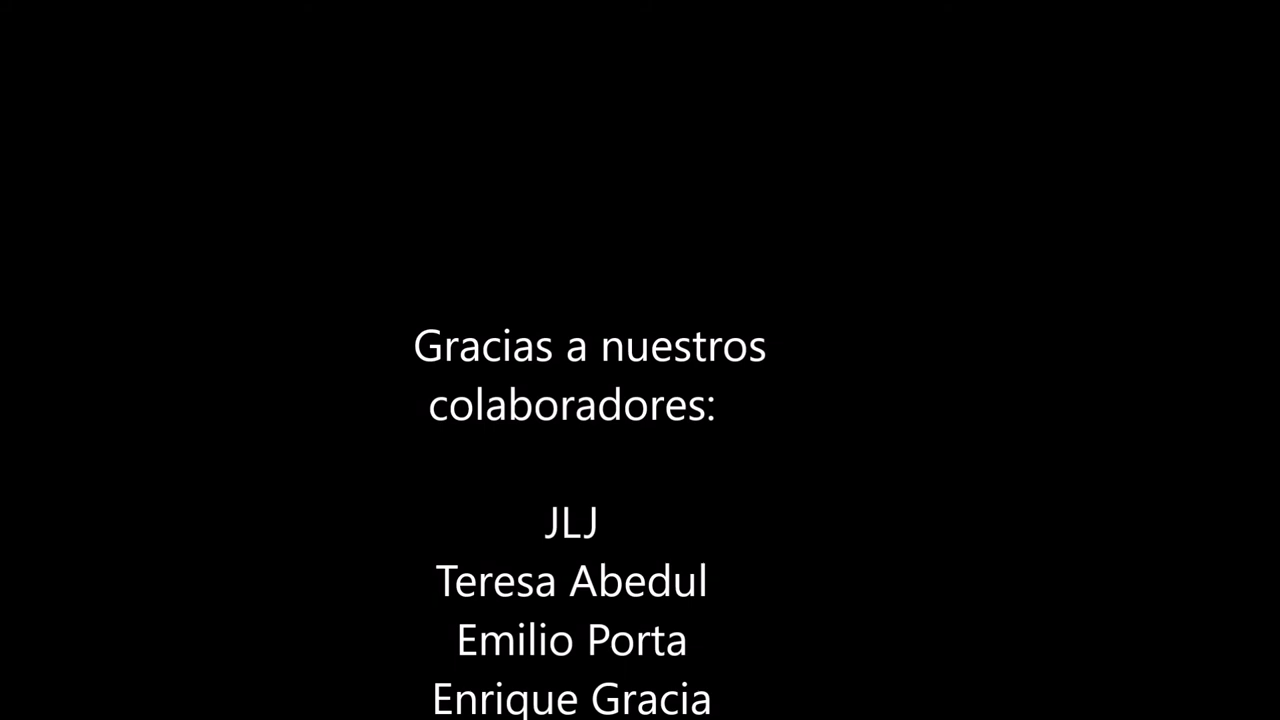 Gracias a nuestros
colaboradores:
JLJ
Teresa Abedul
Emilio Porta
Enrique Gracia